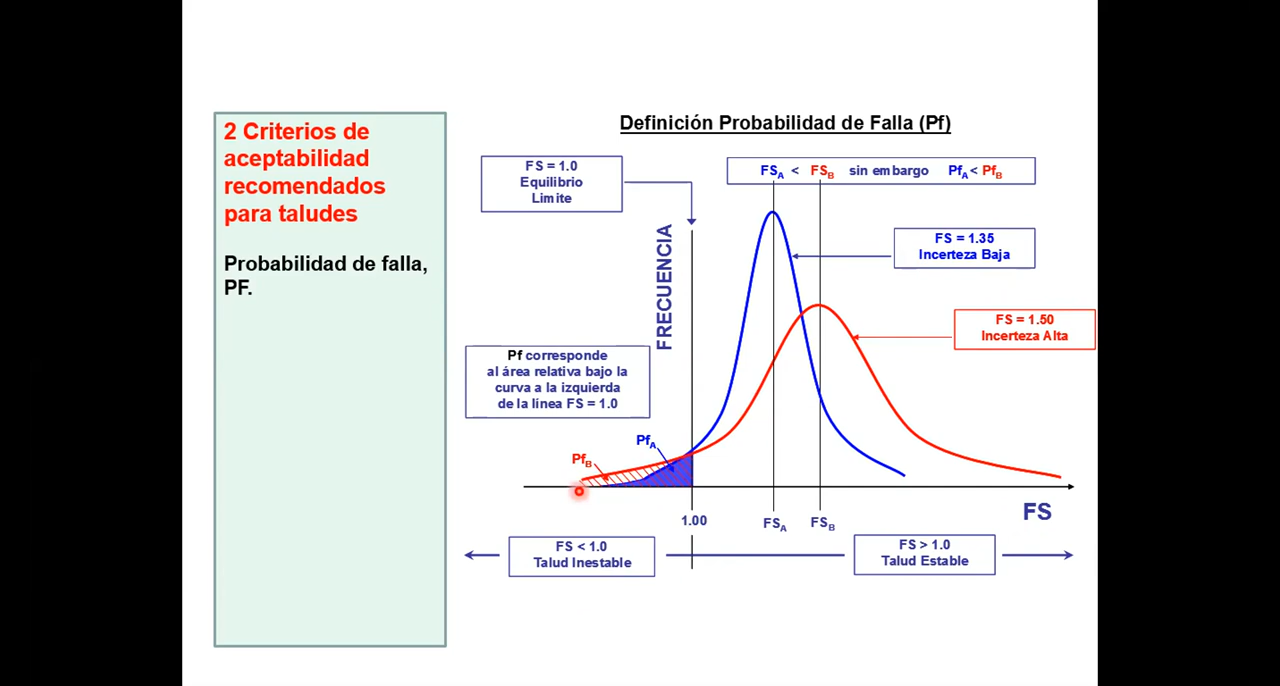 2 Criterios de
aceptabilidad
recomendados
para taludes
Probabilidad de falla,
PF.
Definición Probabilidad de Falla (Pf)
FS = 1.0
Equilibrio
Limite
FSA < FSB sin embargo PfA < PfB
FRECUENCIA
FS = 1.35
Incerteza Baja
FS = 1.50
Incerteza Alta
Pf corresponde
al área relativa bajo la
curva a la izquierda
de la línea FS = 1.0
PfA
PfB
1.00
FSA
FSB
FS
FS < 1.0
Talud Inestable
FS > 1.0
Talud Estable